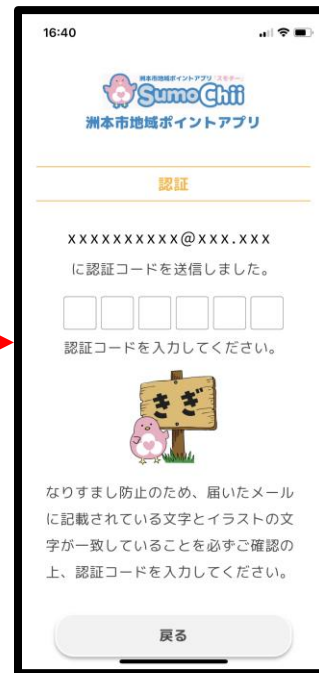 16:40
洲本市地域ポイントアプリ「スモチー」
SumoChii
洲本市地域ポイントアプリ
認証
xxxxxxxxxx@xxx.xxx
に認証コードを送信しました。
認証コードを入力してください。
きぎ
なりすまし防止のため、届いたメール
に記載されている文字とイラストの文
字が一致していることを必ずご確認の
上、認証コードを入力してください。
戻る